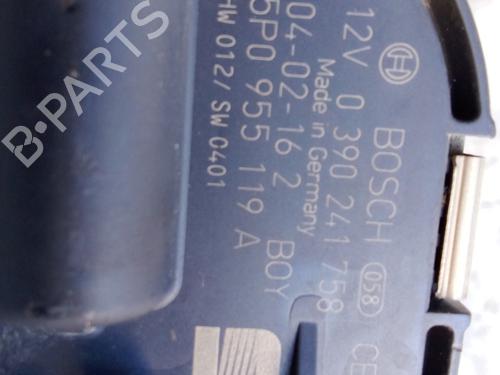 BOSCH 058 CE
12V 0 390 241 758
Made in Germany
04-02-16 2 BOY
5P0 955 119 A
HW 012/ SW 0401
B-PARTS